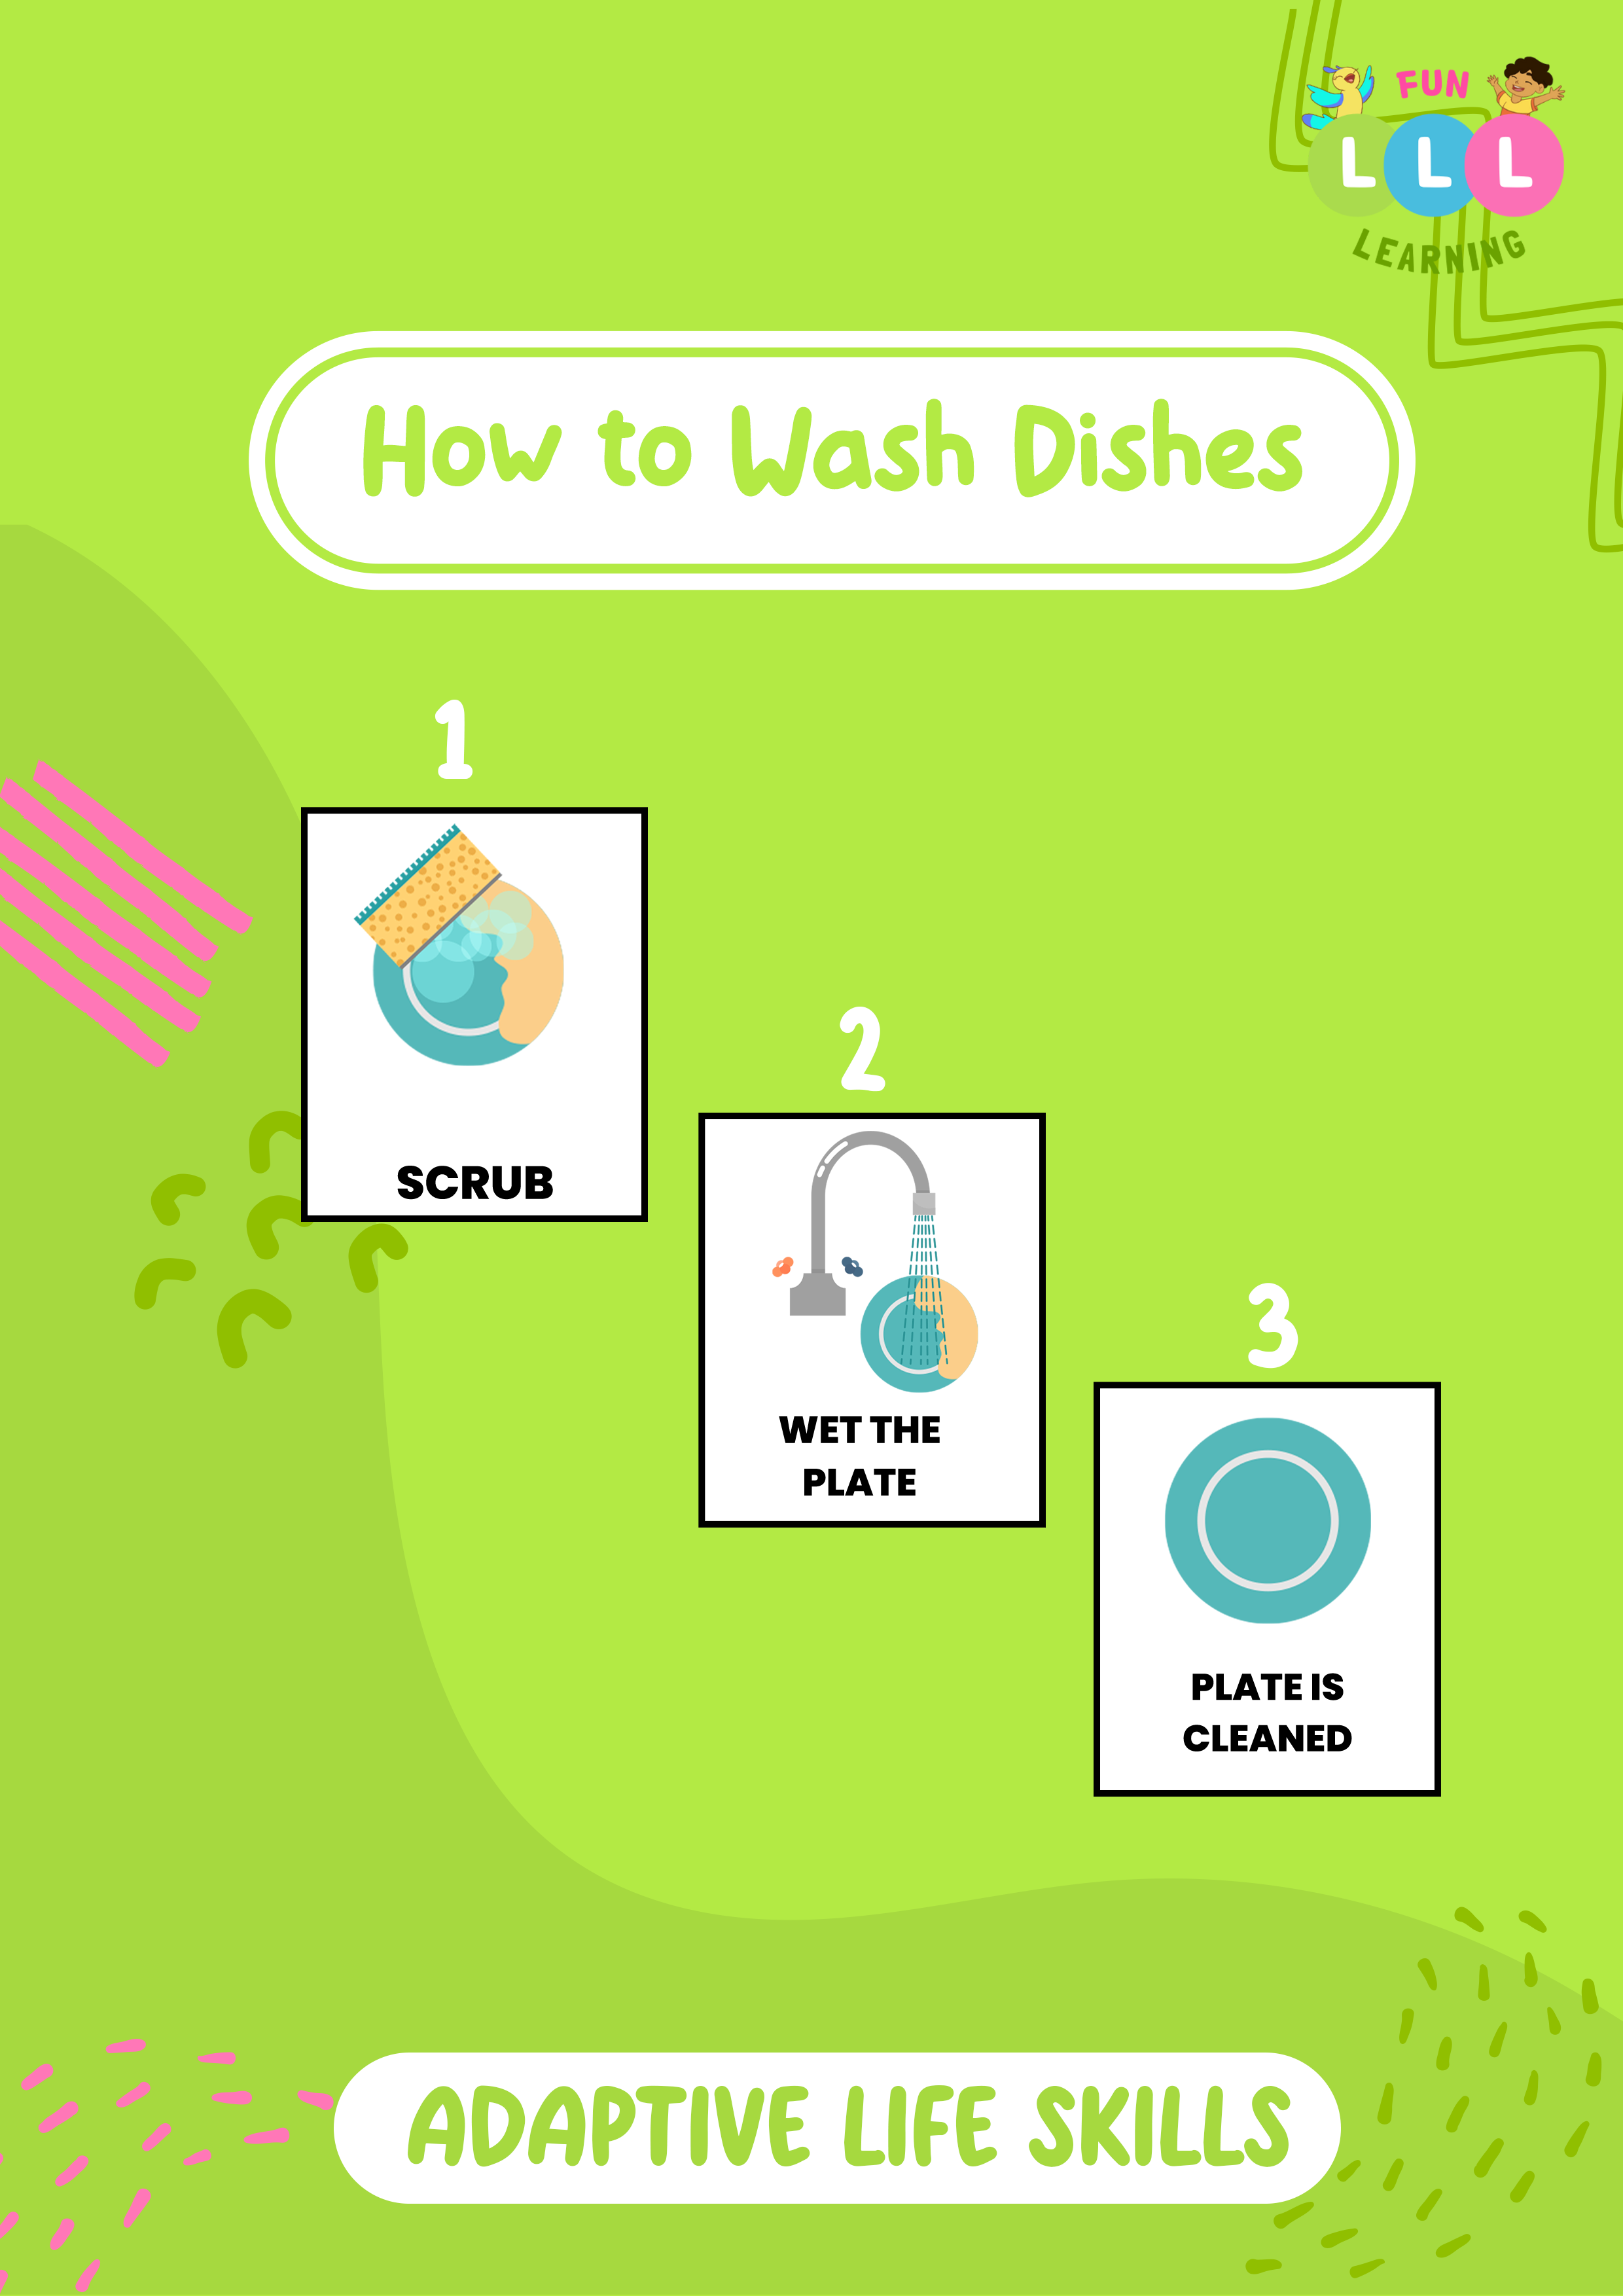 FUN
L L L
LEARNING
How to Wash Dishes
1
SCRUB
2
WET THE
PLATE
3
PLATE IS
CLEANED
ADAPTIVE LIFE SKILLS